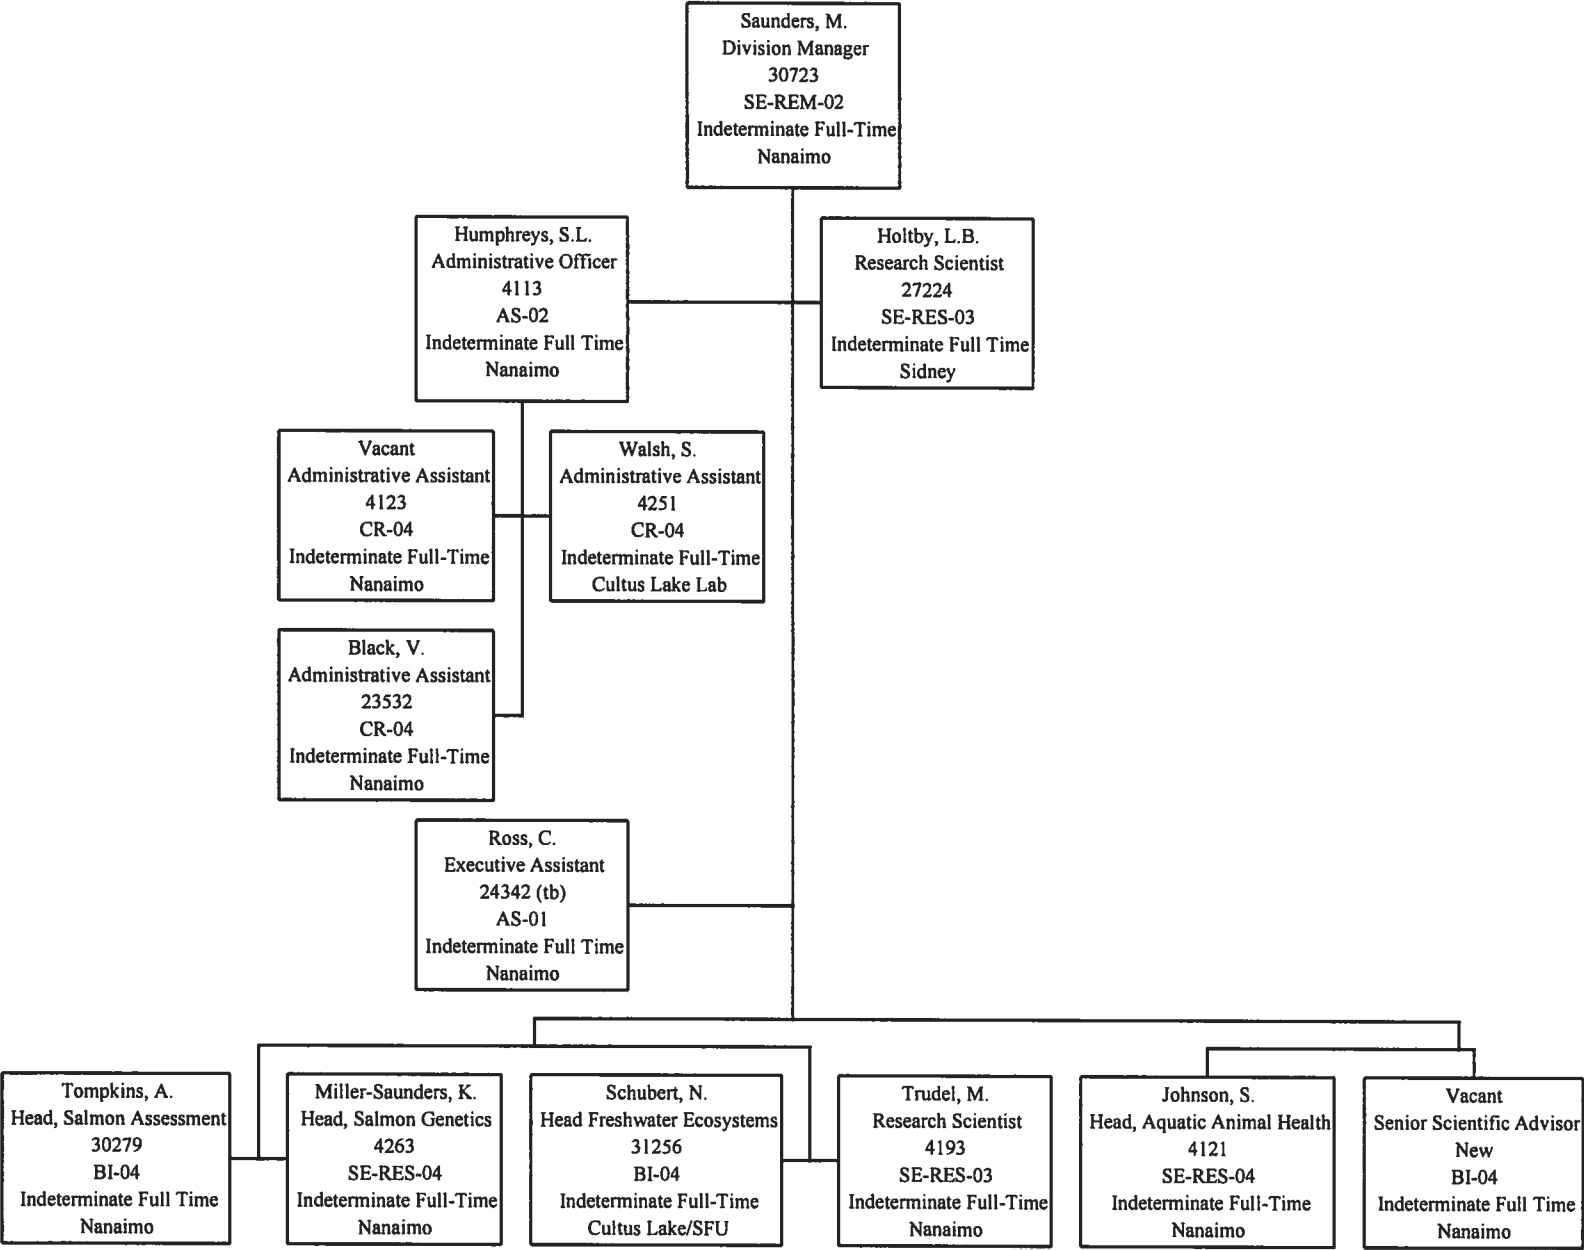 Saunders, M.
Division Manager
30723
SE-REM-02
Indeterminate Full-Time
Nanaimo
Humphreys, S.L.
Administrative Officer
4113
AS-02
Indeterminate Full Time
Nanaimo
Holtby, L.B.
Research Scientist
27224
SE-RES-03
Indeterminate Full Time
Sidney
Vacant
Administrative Assistant
4123
CR-04
Indeterminate Full-Time
Nanaimo
Walsh, S.
Administrative Assistant
4251
CR-04
Indeterminate Full-Time
Cultus Lake Lab
Black, V.
Administrative Assistant
23532
CR-04
Indeterminate Full-Time
Nanaimo
Ross, C.
Executive Assistant
24342 (tb)
AS-01
Indeterminate Full Time
Nanaimo
Tompkins, A.
Head, Salmon Assessment
30279
BI-04
Indeterminate Full Time
Nanaimo
Miller-Saunders, K.
Head, Salmon Genetics
4263
SE-RES-04
Indeterminate Full-Time
Nanaimo
Schubert, N.
Head Freshwater Ecosystems
31256
BI-04
Indeterminate Full-Time
Cultus Lake/SFU
Trudel, M.
Research Scientist
4193
SE-RES-03
Indeterminate Full-Time
Nanaimo
Johnson, S.
Head, Aquatic Animal Health
4121
SE-RES-04
Indeterminate Full-Time
Nanaimo
Vacant
Senior Scientific Advisor
New
BI-04
Indeterminate Full Time
Nanaimo